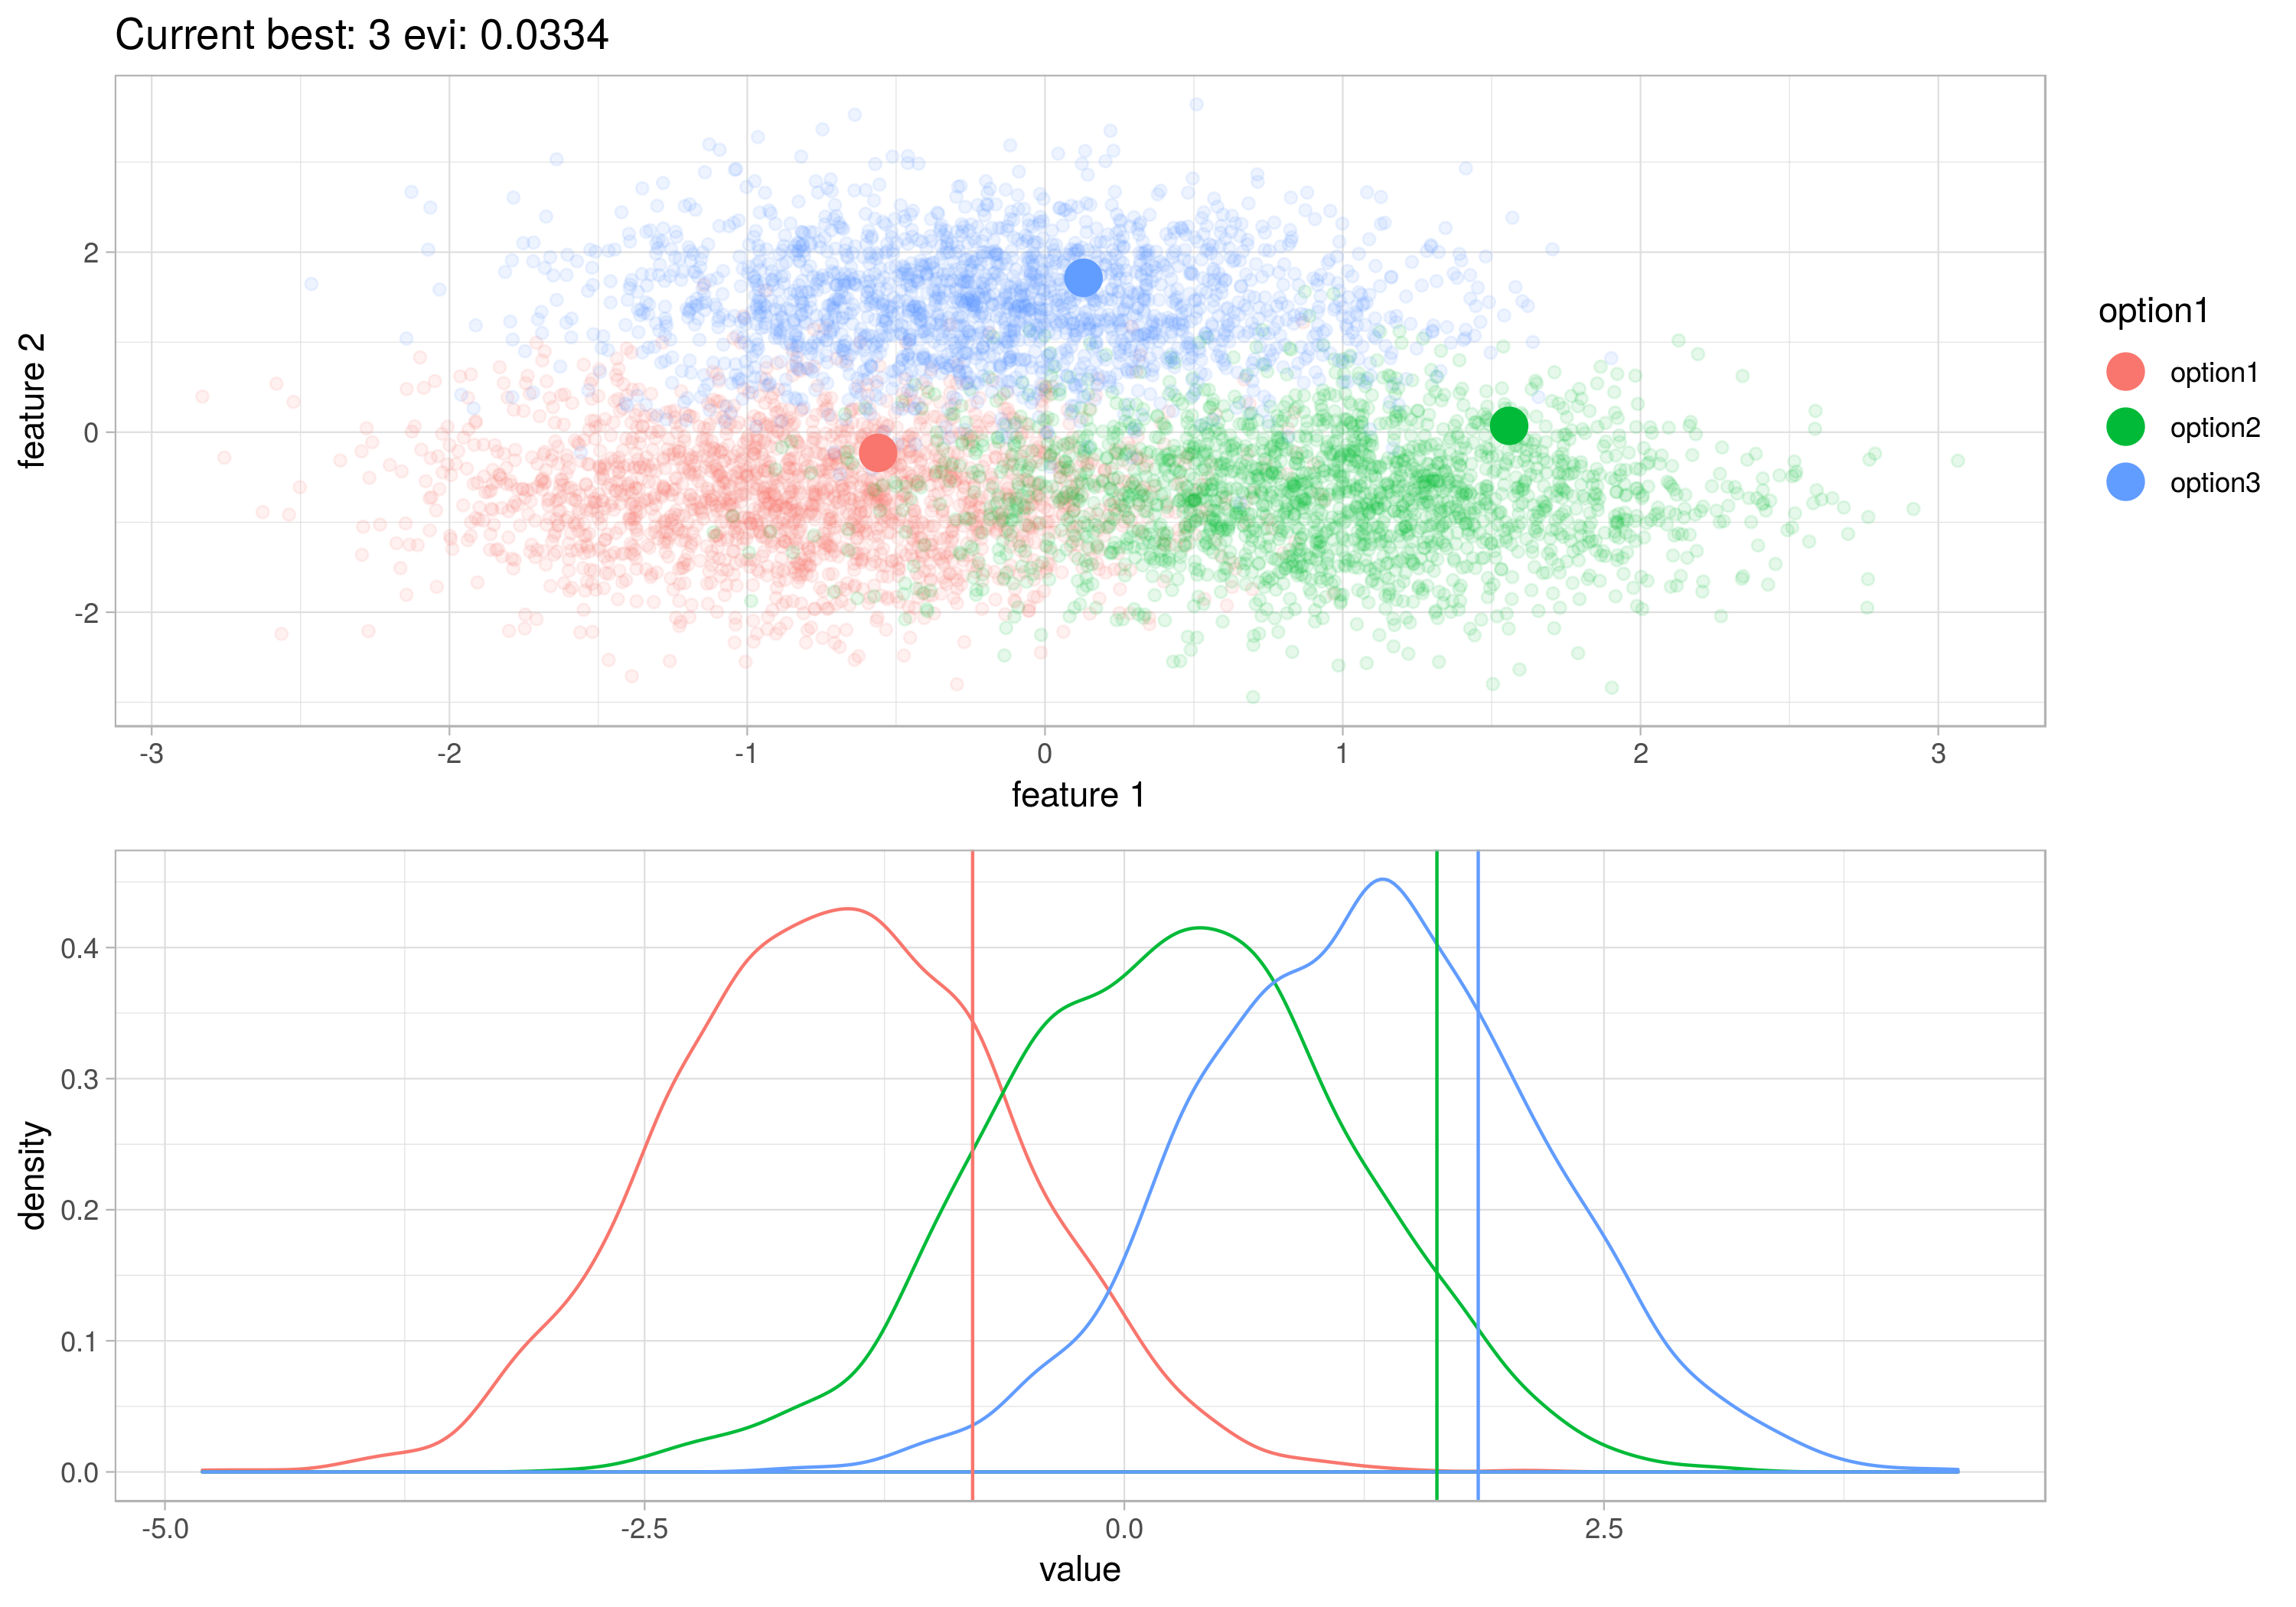 Current best: 3 evi: 0.0334
feature 2
2
0
-2
-3 -2 -1 0 1 2 3
feature 1
option1
option1
option2
option3
density
0.4
0.3
0.2
0.1
0.0
-5.0 -2.5 0.0 2.5
value